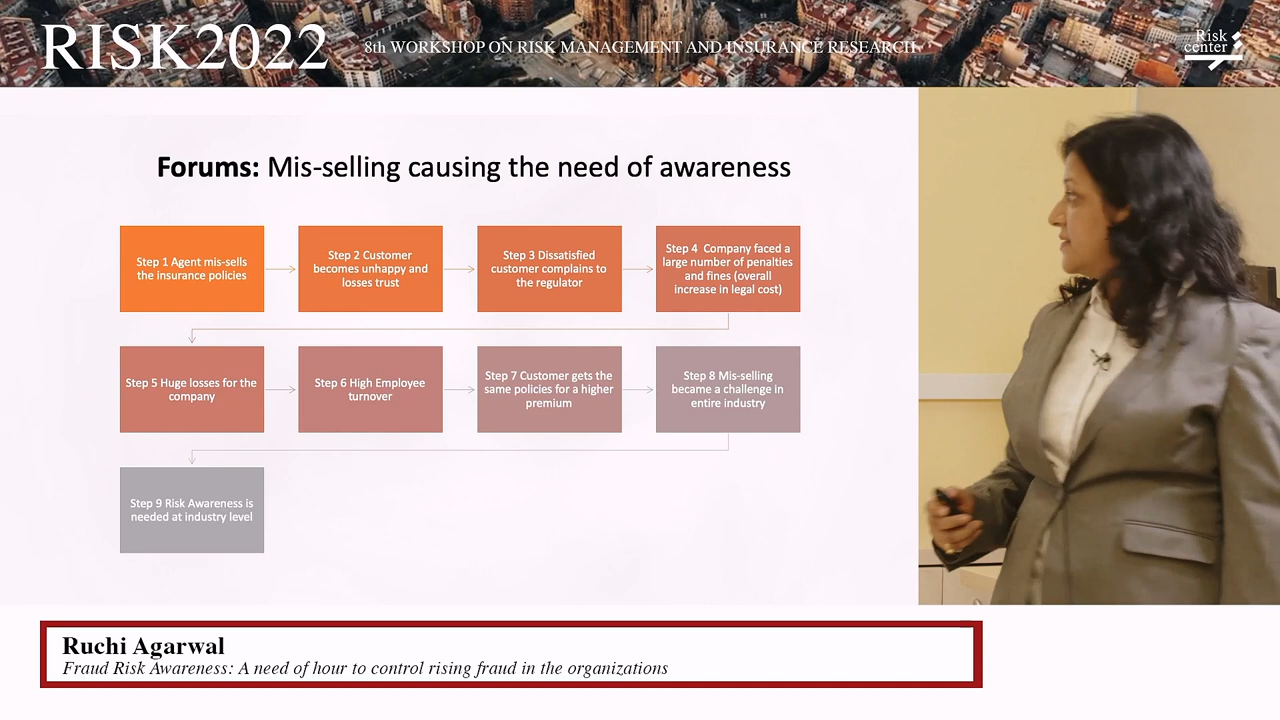 RISK2022
8th WORKSHOP ON RISK MANAGEMENT AND INSURANCE RESEARCH
Risk
center
Forums: Mis-selling causing the need of awareness
Step 1 Agent mis-sells
the insurance policies
Step 2 Customer
becomes unhappy and
losses trust
Step 3 Dissatisfied
customer complains to
the regulator
Step 4 Company faced a
large number of penalties
and fines (overall
increase in legal cost)
Step 5 Huge losses for the
company
Step 6 High Employee
turnover
Step 7 Customer gets the
same policies for a higher
premium
Step 8 Mis-selling
became a challenge in
entire industry
Step 9 Risk Awareness is
needed at industry level
Ruchi Agarwal
Fraud Risk Awareness: A need of hour to control rising fraud in the organizations